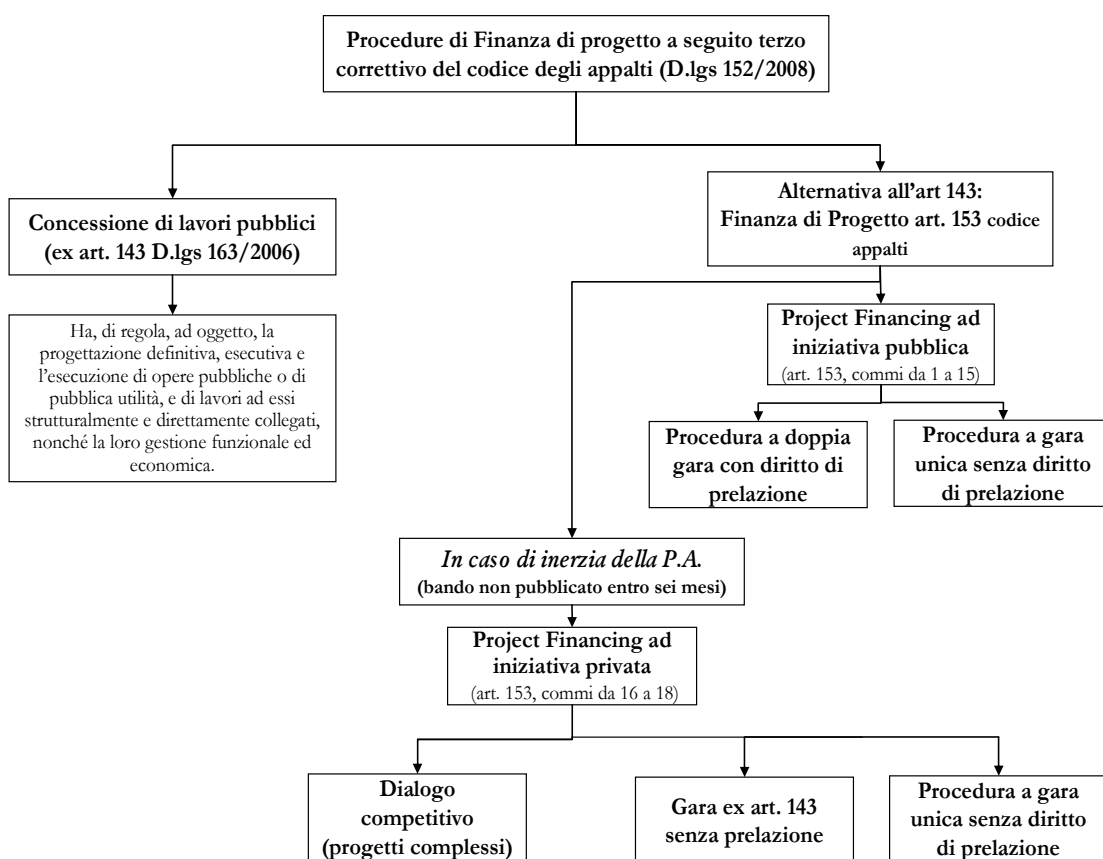 Procedure di Finanza di progetto a seguito terzo
correttivo del codice degli appalti (D.lgs 152/2008)
Concessione di lavori pubblici
(ex art. 143 D.lgs 163/2006)
Ha, di regola, ad oggetto, la
progettazione definitiva, esecutiva e
l'esecuzione di opere pubbliche o di
pubblica utilità, e di lavori ad essi
strutturalmente e direttamente collegati,
nonché la loro gestione funzionale ed
economica.
Alternativa all'art 143:
Finanza di Progetto art. 153 codice
appalti
Project Financing ad
iniziativa pubblica
(art. 153, commi da 1 a 15)
Procedura a doppia
gara con diritto di
prelazione
Procedura a gara
unica senza diritto
di prelazione
In caso di inerzia della P.A.
(bando non pubblicato entro sei mesi)
Project Financing ad
iniziativa privata
(art. 153, commi da 16 a 18)
Dialogo
competitivo
(progetti complessi)
Gara ex art. 143
senza prelazione
Procedura a gara
unica senza diritto
di prelazione